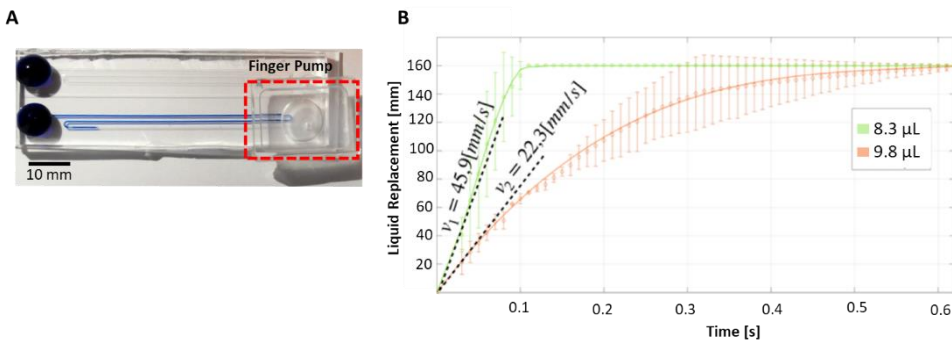 A
Finger Pump
10 mm
B
Liquid Replacement [mm]
160
140
120
100
80
60
40
20
v₁ = 45,9[mm/s]
v₂ = 22,3[mm/s]
8.3 µL
9.8 µL
0.1
0.2
0.3
0.4
0.5
0.6
Time [s]